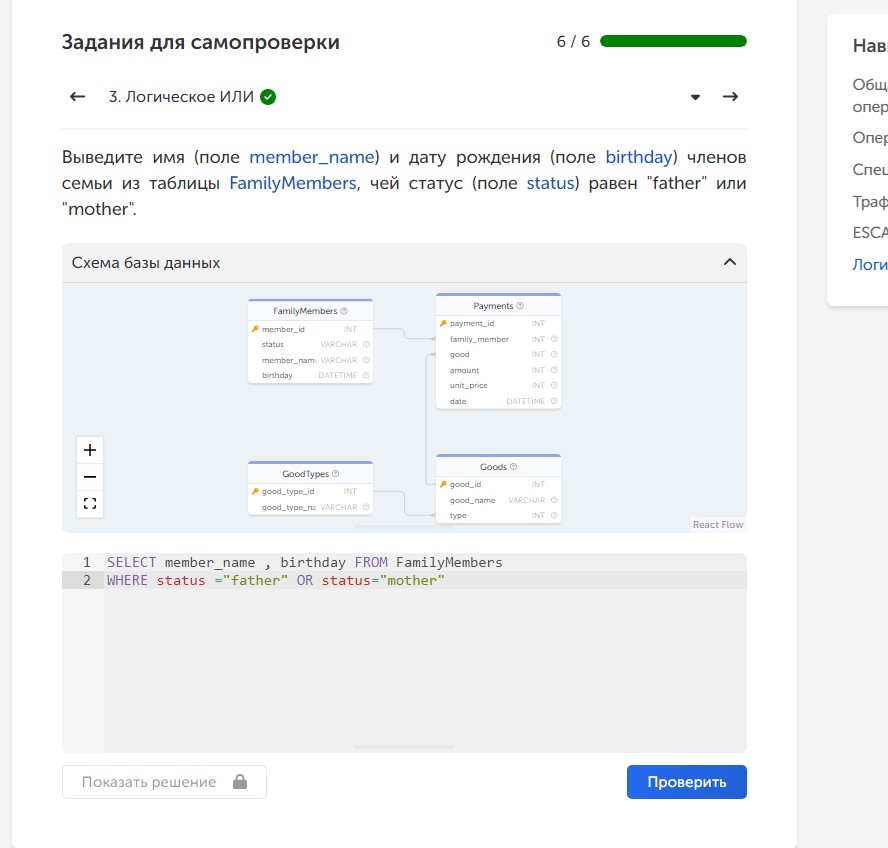 Задания для самопроверки
6 / 6
3. Логическое ИЛИ
Выведите имя (поле member_name) и дату рождения (поле birthday) членов
семьи из таблицы FamilyMembers, чей статус (поле status) равен "father" или
"mother".
Схема базы данных
FamilyMembers
member_id INT
status VARCHAR
member_nam VARCHAR
birthday DATETIME
Payments
payment_id INT
family_member INT
good INT
amount INT
unit_price INT
date DATETIME
GoodTypes
good_type_id INT
good_type_na VARCHAR
Goods
good_id INT
good_name VARCHAR
type INT
React Flow
1 SELECT member_name , birthday FROM FamilyMembers
2 WHERE status ="father" OR status="mother"
Показать решение
Проверить
Нав
Общ
опер
Опер
Спец
Траф
ESCA
Логи